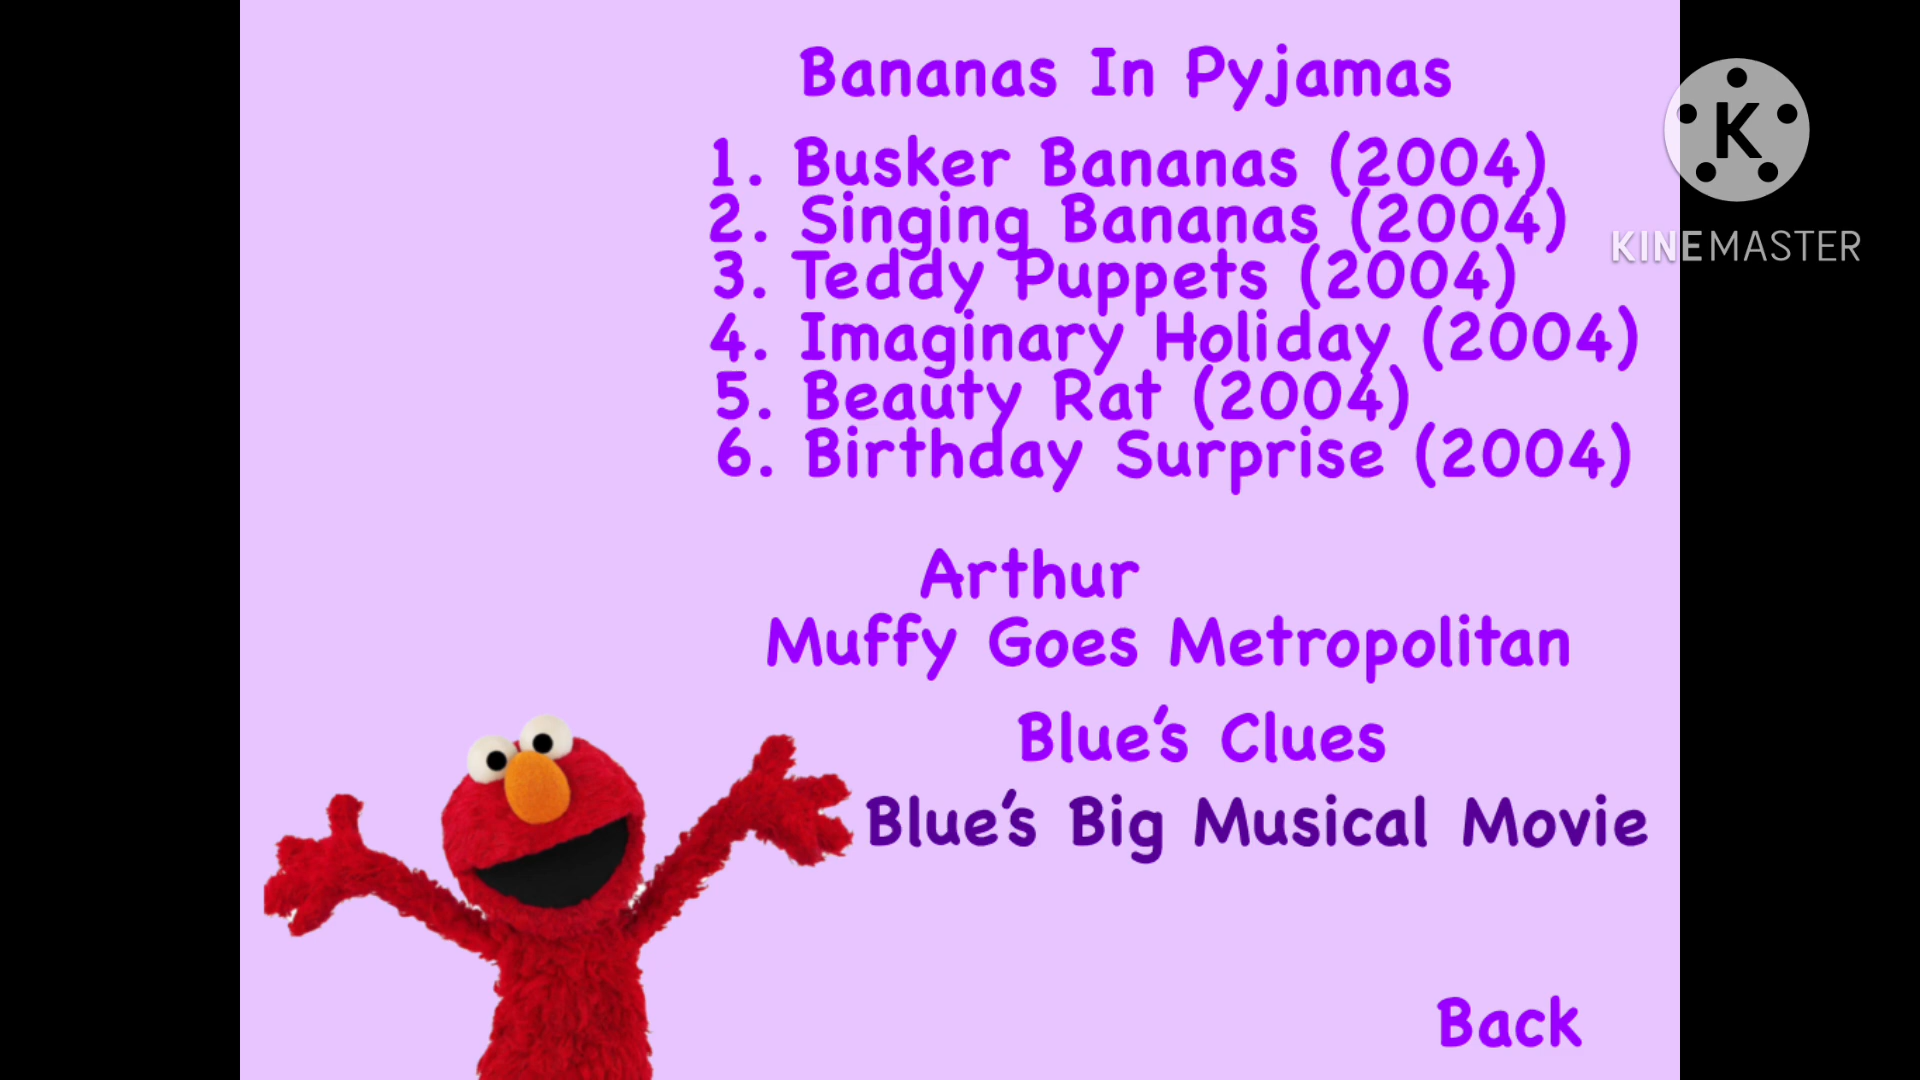 Bananas In Pyjamas
1. Busker Bananas (2004)
2. Singing Bananas (2004)
3. Teddy Puppets (2004)
4. Imaginary Holiday (2004)
5. Beauty Rat (2004)
6. Birthday Surprise (2004)
K
KINEMASTER
Arthur
Muffy Goes Metropolitan
Blue's Clues
Blue's Big Musical Movie
Back